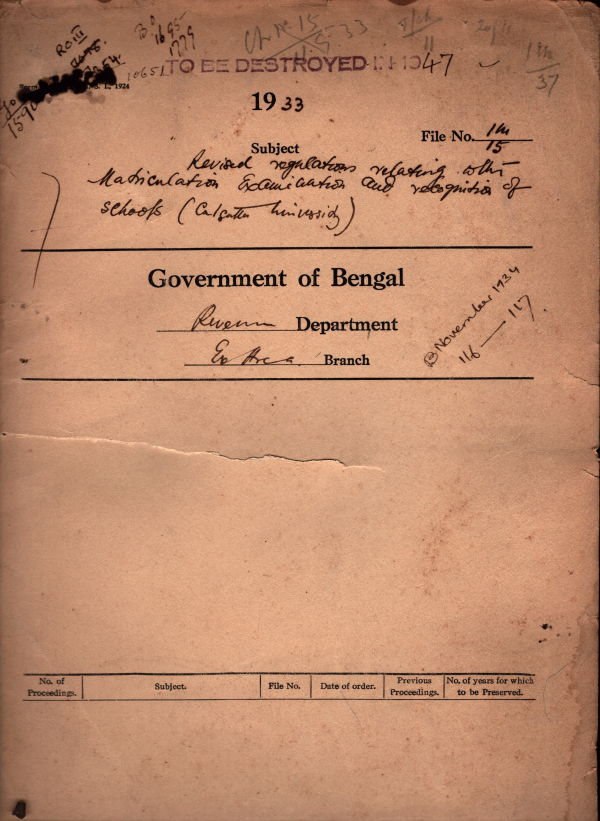 TO BE DESTROYED IN 1947
1933
File No. 1M/15
Subject
Revised regulations relating to the
Matriculation Examination and recognition of
schools (Calcutta University)
Government of Bengal
Revenue Department
Extra Branch
B November 1934
116 — 117
No. of Proceedings.
Subject.
File No.
Date of order.
Previous Proceedings.
No. of years for which to be Preserved.